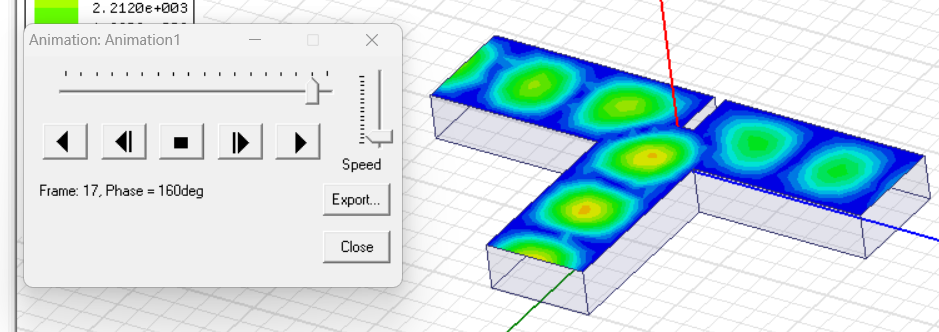 2.2120e+003
Animation: Animation1
Speed
Frame: 17, Phase = 160deg
Export...
Close